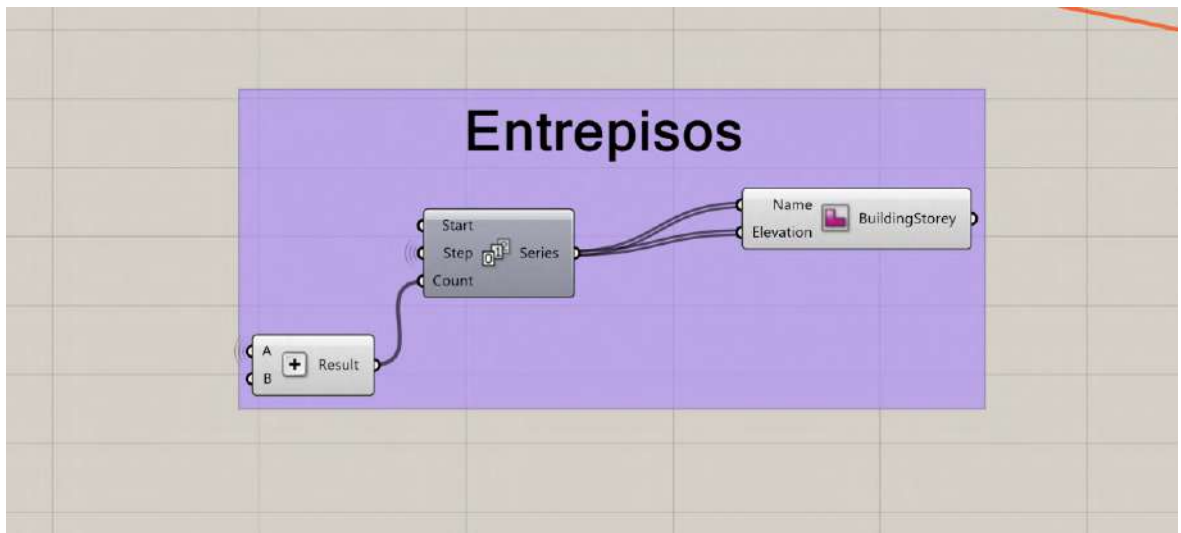 Entrepisos
Name
BuildingStorey
Elevation
Start
Step
Series
Count
A
Result
B